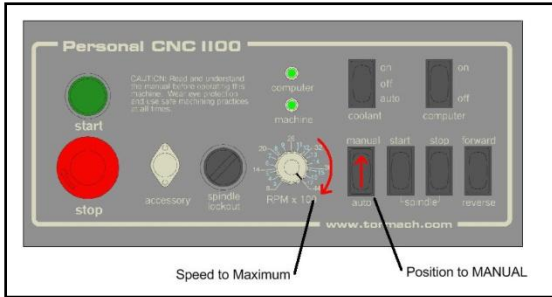 Personal CNC 1100
CAUTION: Read and understand
the manual before operating this
machine. Wear eye protection
and use safe machining practices
at all times.
start
stop
accessory
spindle
lockout
computer
machine
RPM x 100
on
off
auto
coolant
on
off
computer
manual
auto
start
stop
spindle
forward
reverse
www.tormach.com
Speed to Maximum
Position to MANUAL